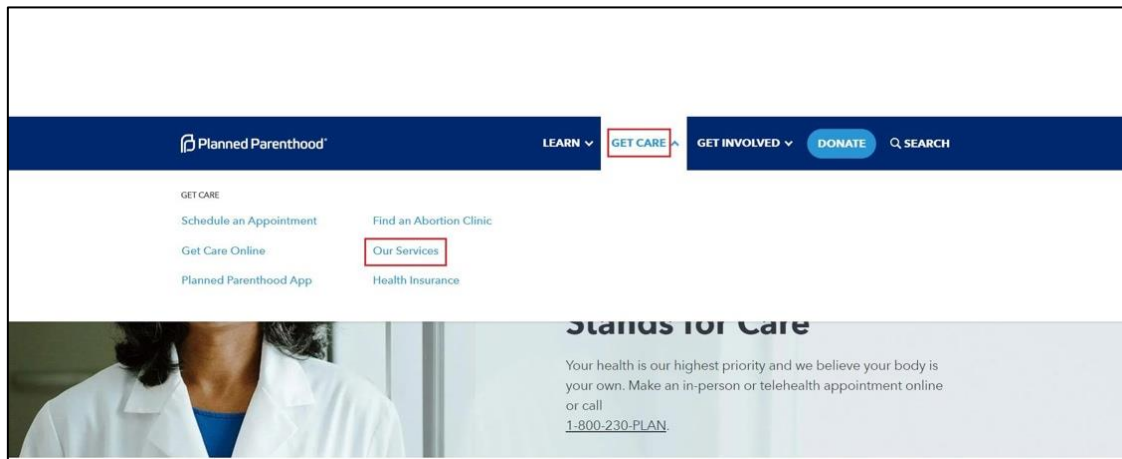 Planned Parenthood®
LEARN
GET CARE
GET INVOLVED
DONATE
SEARCH
GET CARE
Schedule an Appointment
Find an Abortion Clinic
Get Care Online
Our Services
Planned Parenthood App
Health Insurance
Stands for Care
Your health is our highest priority and we believe your body is
your own. Make an in-person or telehealth appointment online
or call
1-800-230-PLAN.